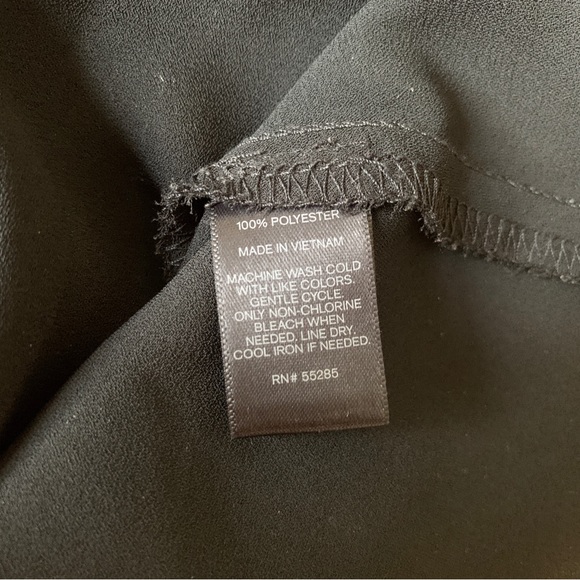 100% POLYESTER
MADE IN VIETNAM
MACHINE WASH COLD
WITH LIKE COLORS.
GENTLE CYCLE.
ONLY NON-CHLORINE
BLEACH WHEN
NEEDED. LINE DRY.
COOL IRON IF NEEDED.
RN# 55285